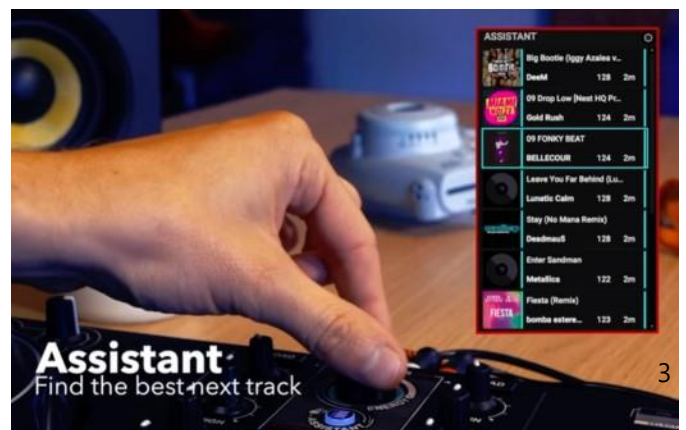 ASSISTANT
Big Bootie (Iggy Azalea v...
DeeM 128 2m
09 Drop Low [Nest HQ Pr...
Gold Rush 124 2m
09 FONKY BEAT
BELLECOUR 124 2m
Leave You Far Behind (Lu...
Lunatic Calm 128 2m
Stay (No Mana Remix)
Deadmau5 128 2m
Enter Sandman
Metallica 122 2m
Fiesta (Remix)
bomba estere... 123 2m
FIESTA
3
Assistant
Find the best next track
ASSISTANT